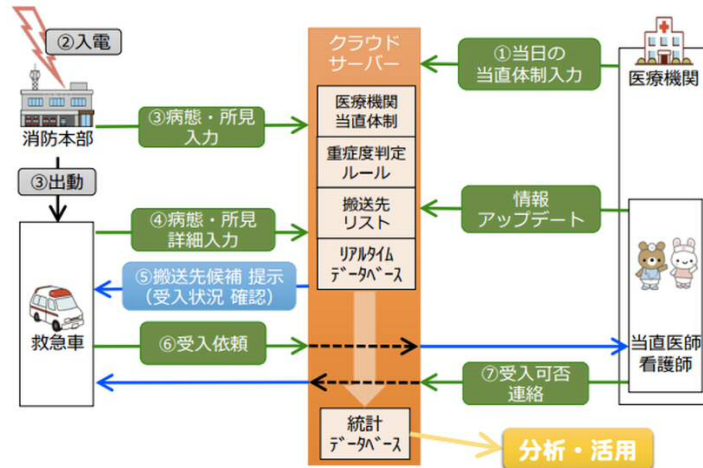 ②入電
消防本部
③病態・所見
入力
③出動
④病態・所見
詳細入力
⑤搬送先候補 提示
(受入状況 確認)
救急車
⑥受入依頼
クラウド
サーバー
医療機関
当直体制
重症度判定
ルール
搬送先
リスト
リアルタイム
データベース
統計
データベース
①当日の
当直体制入力
医療機関
情報
アップデート
当直医師
看護師
⑦受入可否
連絡
分析・活用